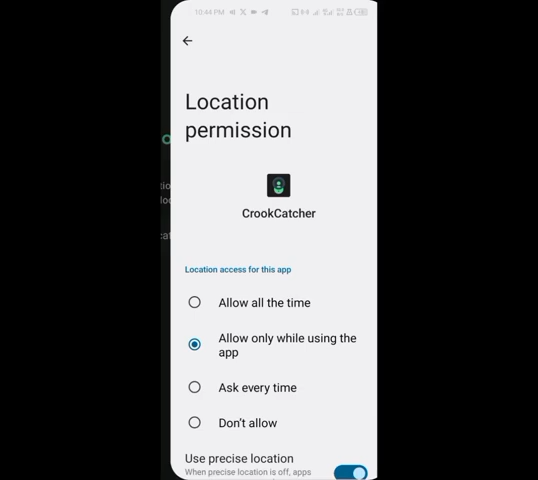 10:44 PM
Location
permission
CrookCatcher
Location access for this app
Allow all the time
Allow only while using the
app
Ask every time
Don't allow
Use precise location
When precise location is off, apps